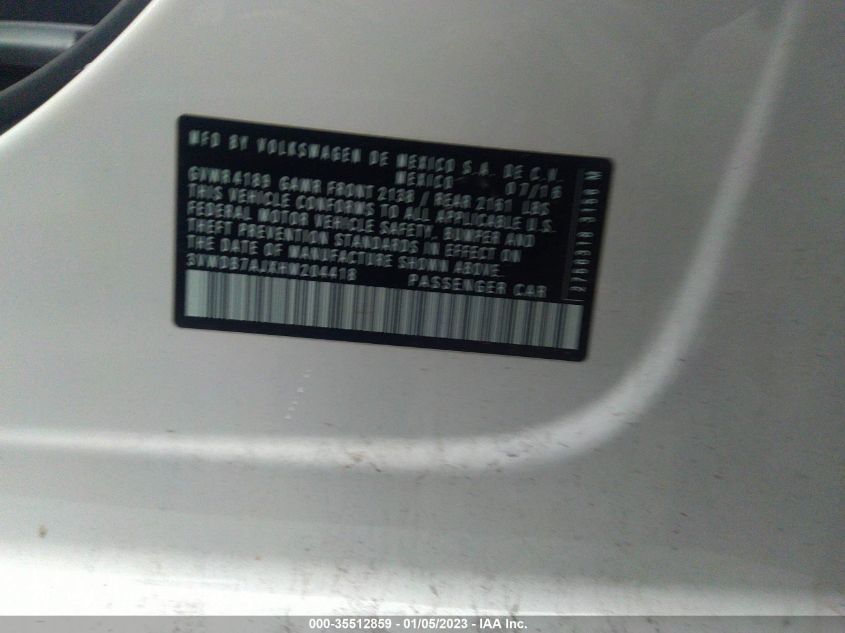 MFD BY VOLKSWAGEN DE MEXICO S.A. DE C.V.
MEXICO 07/16
GVWR4189 GAWR FRONT 2138 / REAR 2161 LBS
THIS VEHICLE CONFORMS TO ALL APPLICABLE U.S.
FEDERAL MOTOR VEHICLE SAFETY, BUMPER AND
THEFT PREVENTION STANDARDS IN EFFECT ON
THE DATE OF MANUFACTURE SHOWN ABOVE.
3VWDB7AJXHM204418 PASSENGER CAR
000-35512859 - 01/05/2023 - IAA Inc.